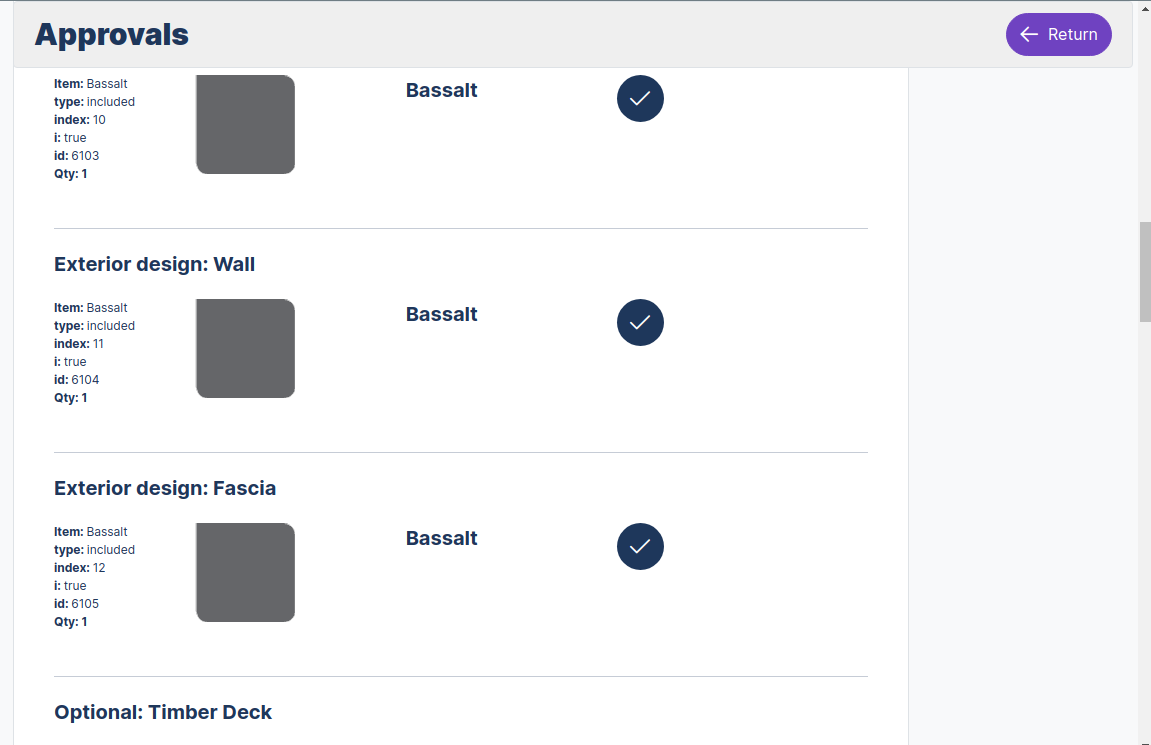 Approvals
Return
Item: Bassalt
type: included
index: 10
i: true
id: 6103
Qty: 1
Bassalt
Exterior design: Wall
Item: Bassalt
type: included
index: 11
i: true
id: 6104
Qty: 1
Bassalt
Exterior design: Fascia
Item: Bassalt
type: included
index: 12
i: true
id: 6105
Qty: 1
Bassalt
Optional: Timber Deck